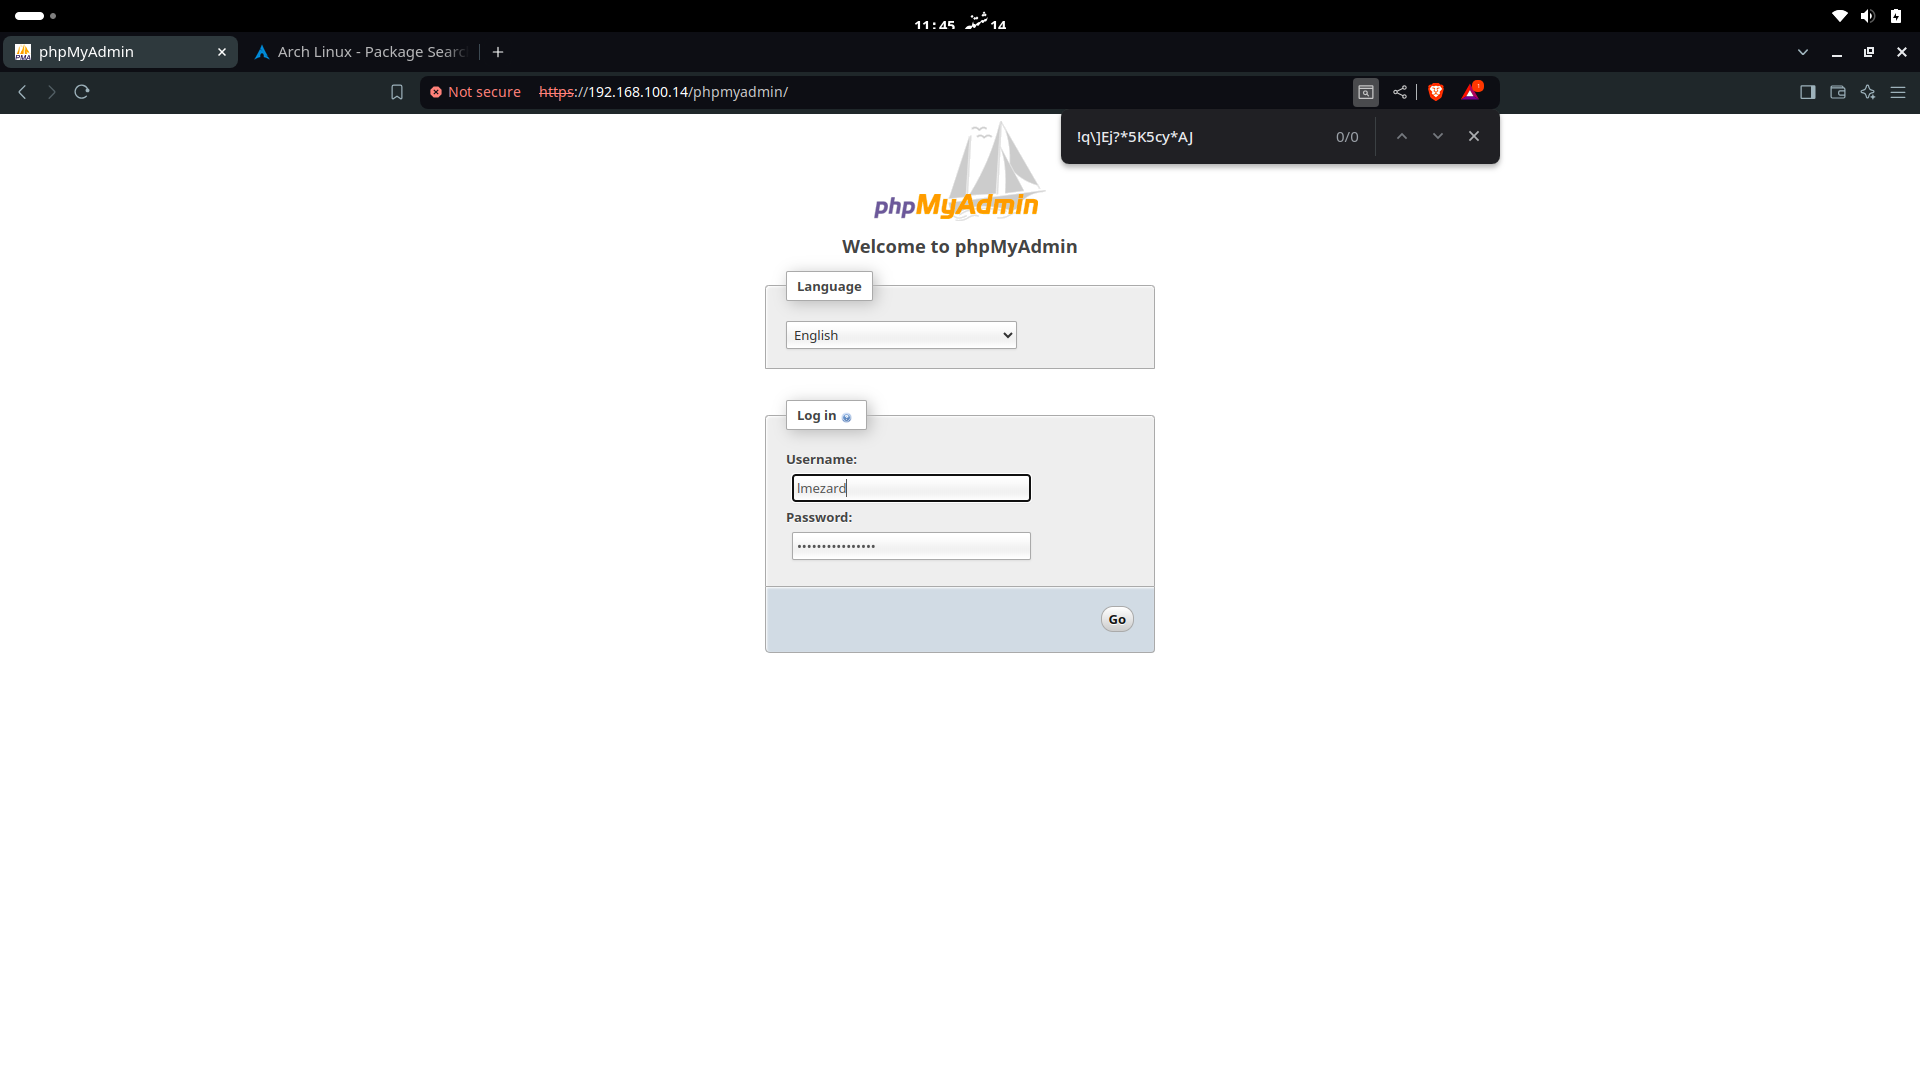 11:45 14
phpMyAdmin
Arch Linux - Package Searc
Not secure https://192.168.100.14/phpmyadmin/
!q\]Ej?*5K5cy*AJ 0/0
phpMyAdmin
Welcome to phpMyAdmin
Language
English
Log in
Username:
lmezard
Password:
••••••••••••••••
Go